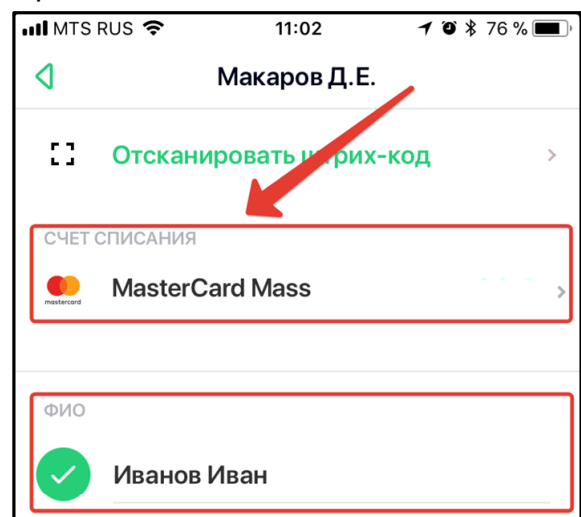 MTS RUS 11:02 76 %
Макаров Д.Е.
Отсканировать штрих-код
СЧЕТ СПИСАНИЯ
mastercard MasterCard Mass
ФИО
Иванов Иван